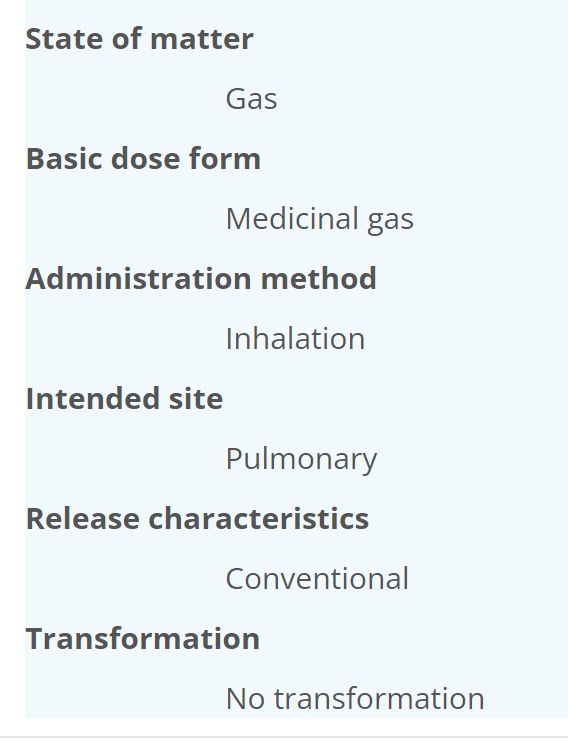 State of matter
Gas
Basic dose form
Medicinal gas
Administration method
Inhalation
Intended site
Pulmonary
Release characteristics
Conventional
Transformation
No transformation